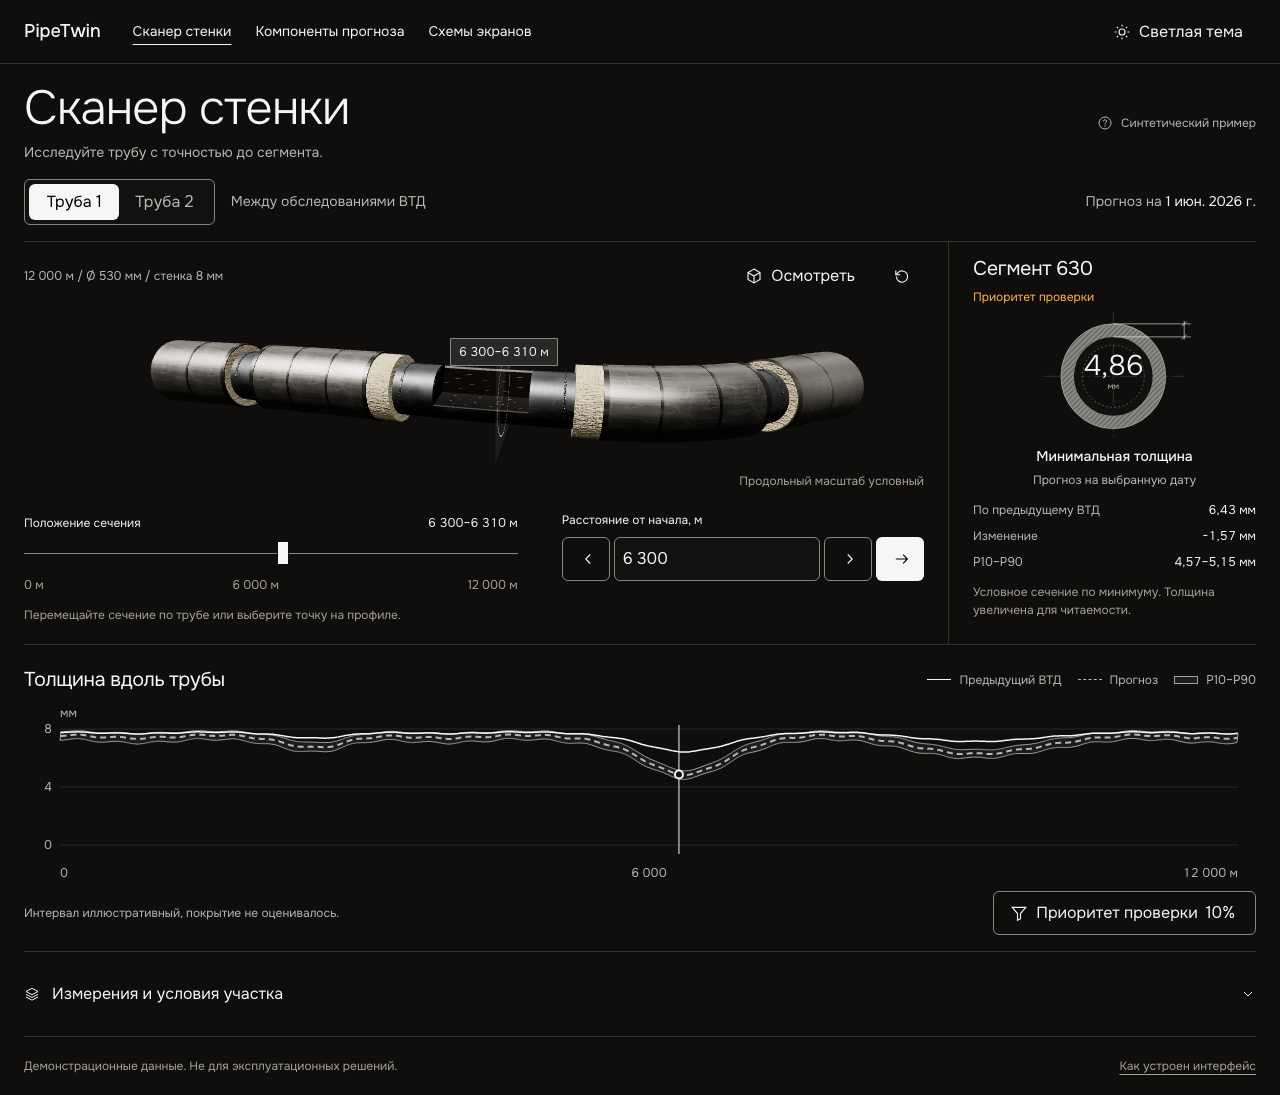 PipeTwin
Сканер стенки
Компоненты прогноза
Схемы экранов
Светлая тема
Сканер стенки
Синтетический пример
Исследуйте трубу с точностью до сегмента.
Труба 1
Труба 2
Между обследованиями ВТД
Прогноз на 1 июн. 2026 г.
12 000 м / Ø 530 мм / стенка 8 мм
Осмотреть
6 300–6 310 м
Продольный масштаб условный
Положение сечения
6 300–6 310 м
0 м
6 000 м
12 000 м
Перемещайте сечение по трубе или выберите точку на профиле.
Расстояние от начала, м
6 300
Сегмент 630
Приоритет проверки
4,86
мм
Минимальная толщина
Прогноз на выбранную дату
По предыдущему ВТД
6,43 мм
Изменение
−1,57 мм
P10–P90
4,57–5,15 мм
Условное сечение по минимуму. Толщина
увеличена для читаемости.
Толщина вдоль трубы
Предыдущий ВТД
Прогноз
P10–P90
мм
8
4
0
0
6 000
12 000 м
Интервал иллюстративный, покрытие не оценивалось.
Приоритет проверки 10%
Измерения и условия участка
Демонстрационные данные. Не для эксплуатационных решений.
Как устроен интерфейс